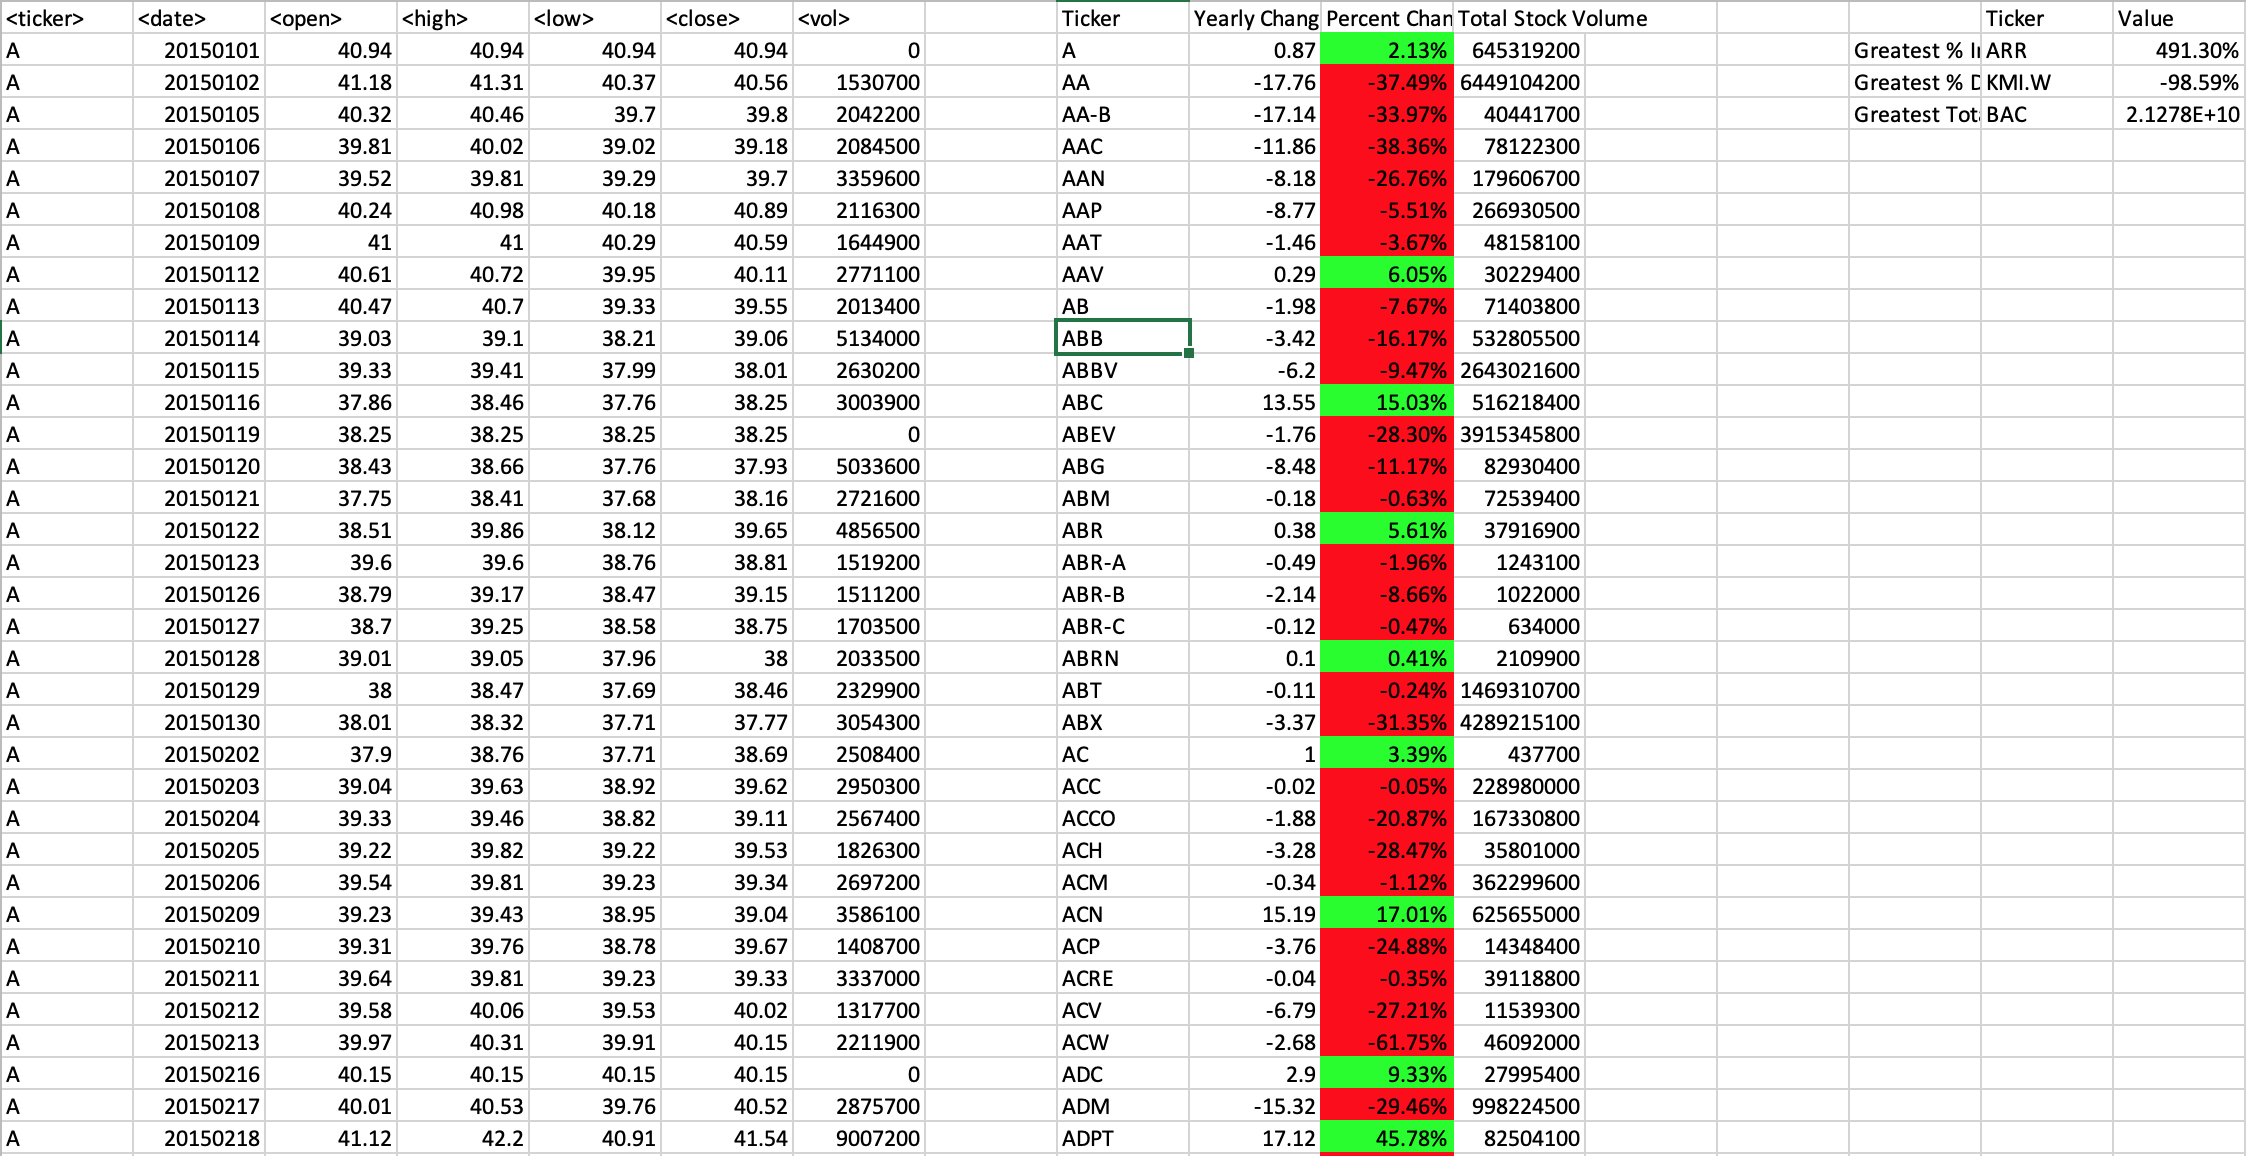 <ticker> <date> <open> <high> <low> <close> <vol> Ticker Yearly Chang Percent Chan Total Stock Volume Ticker Value
A 20150101 40.94 40.94 40.94 40.94 0 A 0.87 2.13% 645319200 Greatest % In ARR 491.30%
A 20150102 41.18 41.31 40.37 40.56 1530700 AA -17.76 -37.49% 6449104200 Greatest % D KMI.W -98.59%
A 20150105 40.32 40.46 39.7 39.8 2042200 AA-B -17.14 -33.97% 40441700 Greatest Tota BAC 2.1278E+10
A 20150106 39.81 40.02 39.02 39.18 2084500 AAC -11.86 -38.36% 78122300
A 20150107 39.52 39.81 39.29 39.7 3359600 AAN -8.18 -26.76% 179606700
A 20150108 40.24 40.98 40.18 40.89 2116300 AAP -8.77 -5.51% 266930500
A 20150109 41 41 40.29 40.59 1644900 AAT -1.46 -3.67% 48158100
A 20150112 40.61 40.72 39.95 40.11 2771100 AAV 0.29 6.05% 30229400
A 20150113 40.47 40.7 39.33 39.55 2013400 AB -1.98 -7.67% 71403800
A 20150114 39.03 39.1 38.21 39.06 5134000 ABB -3.42 -16.17% 532805500
A 20150115 39.33 39.41 37.99 38.01 2630200 ABBV -6.2 -9.47% 2643021600
A 20150116 37.86 38.46 37.76 38.25 3003900 ABC 13.55 15.03% 516218400
A 20150119 38.25 38.25 38.25 38.25 0 ABEV -1.76 -28.30% 3915345800
A 20150120 38.43 38.66 37.76 37.93 5033600 ABG -8.48 -11.17% 82930400
A 20150121 37.75 38.41 37.68 38.16 2721600 ABM -0.18 -0.63% 72539400
A 20150122 38.51 39.86 38.12 39.65 4856500 ABR 0.38 5.61% 37916900
A 20150123 39.6 39.6 38.76 38.81 1519200 ABR-A -0.49 -1.96% 1243100
A 20150126 38.79 39.17 38.47 39.15 1511200 ABR-B -2.14 -8.66% 1022000
A 20150127 38.7 39.25 38.58 38.75 1703500 ABR-C -0.12 -0.47% 634000
A 20150128 39.01 39.05 37.96 38 2033500 ABRN 0.1 0.41% 2109900
A 20150129 38 38.47 37.69 38.46 2329900 ABT -0.11 -0.24% 1469310700
A 20150130 38.01 38.32 37.71 37.77 3054300 ABX -3.37 -31.35% 4289215100
A 20150202 37.9 38.76 37.71 38.69 2508400 AC 1 3.39% 437700
A 20150203 39.04 39.63 38.92 39.62 2950300 ACC -0.02 -0.05% 228980000
A 20150204 39.33 39.46 38.82 39.11 2567400 ACCO -1.88 -20.87% 167330800
A 20150205 39.22 39.82 39.22 39.53 1826300 ACH -3.28 -28.47% 35801000
A 20150206 39.54 39.81 39.23 39.34 2697200 ACM -0.34 -1.12% 362299600
A 20150209 39.23 39.43 38.95 39.04 3586100 ACN 15.19 17.01% 625655000
A 20150210 39.31 39.76 38.78 39.67 1408700 ACP -3.76 -24.88% 14348400
A 20150211 39.64 39.81 39.23 39.33 3337000 ACRE -0.04 -0.35% 39118800
A 20150212 39.58 40.06 39.53 40.02 1317700 ACV -6.79 -27.21% 11539300
A 20150213 39.97 40.31 39.91 40.15 2211900 ACW -2.68 -61.75% 46092000
A 20150216 40.15 40.15 40.15 40.15 0 ADC 2.9 9.33% 27995400
A 20150217 40.01 40.53 39.76 40.52 2875700 ADM -15.32 -29.46% 998224500
A 20150218 41.12 42.2 40.91 41.54 9007200 ADPT 17.12 45.78% 82504100